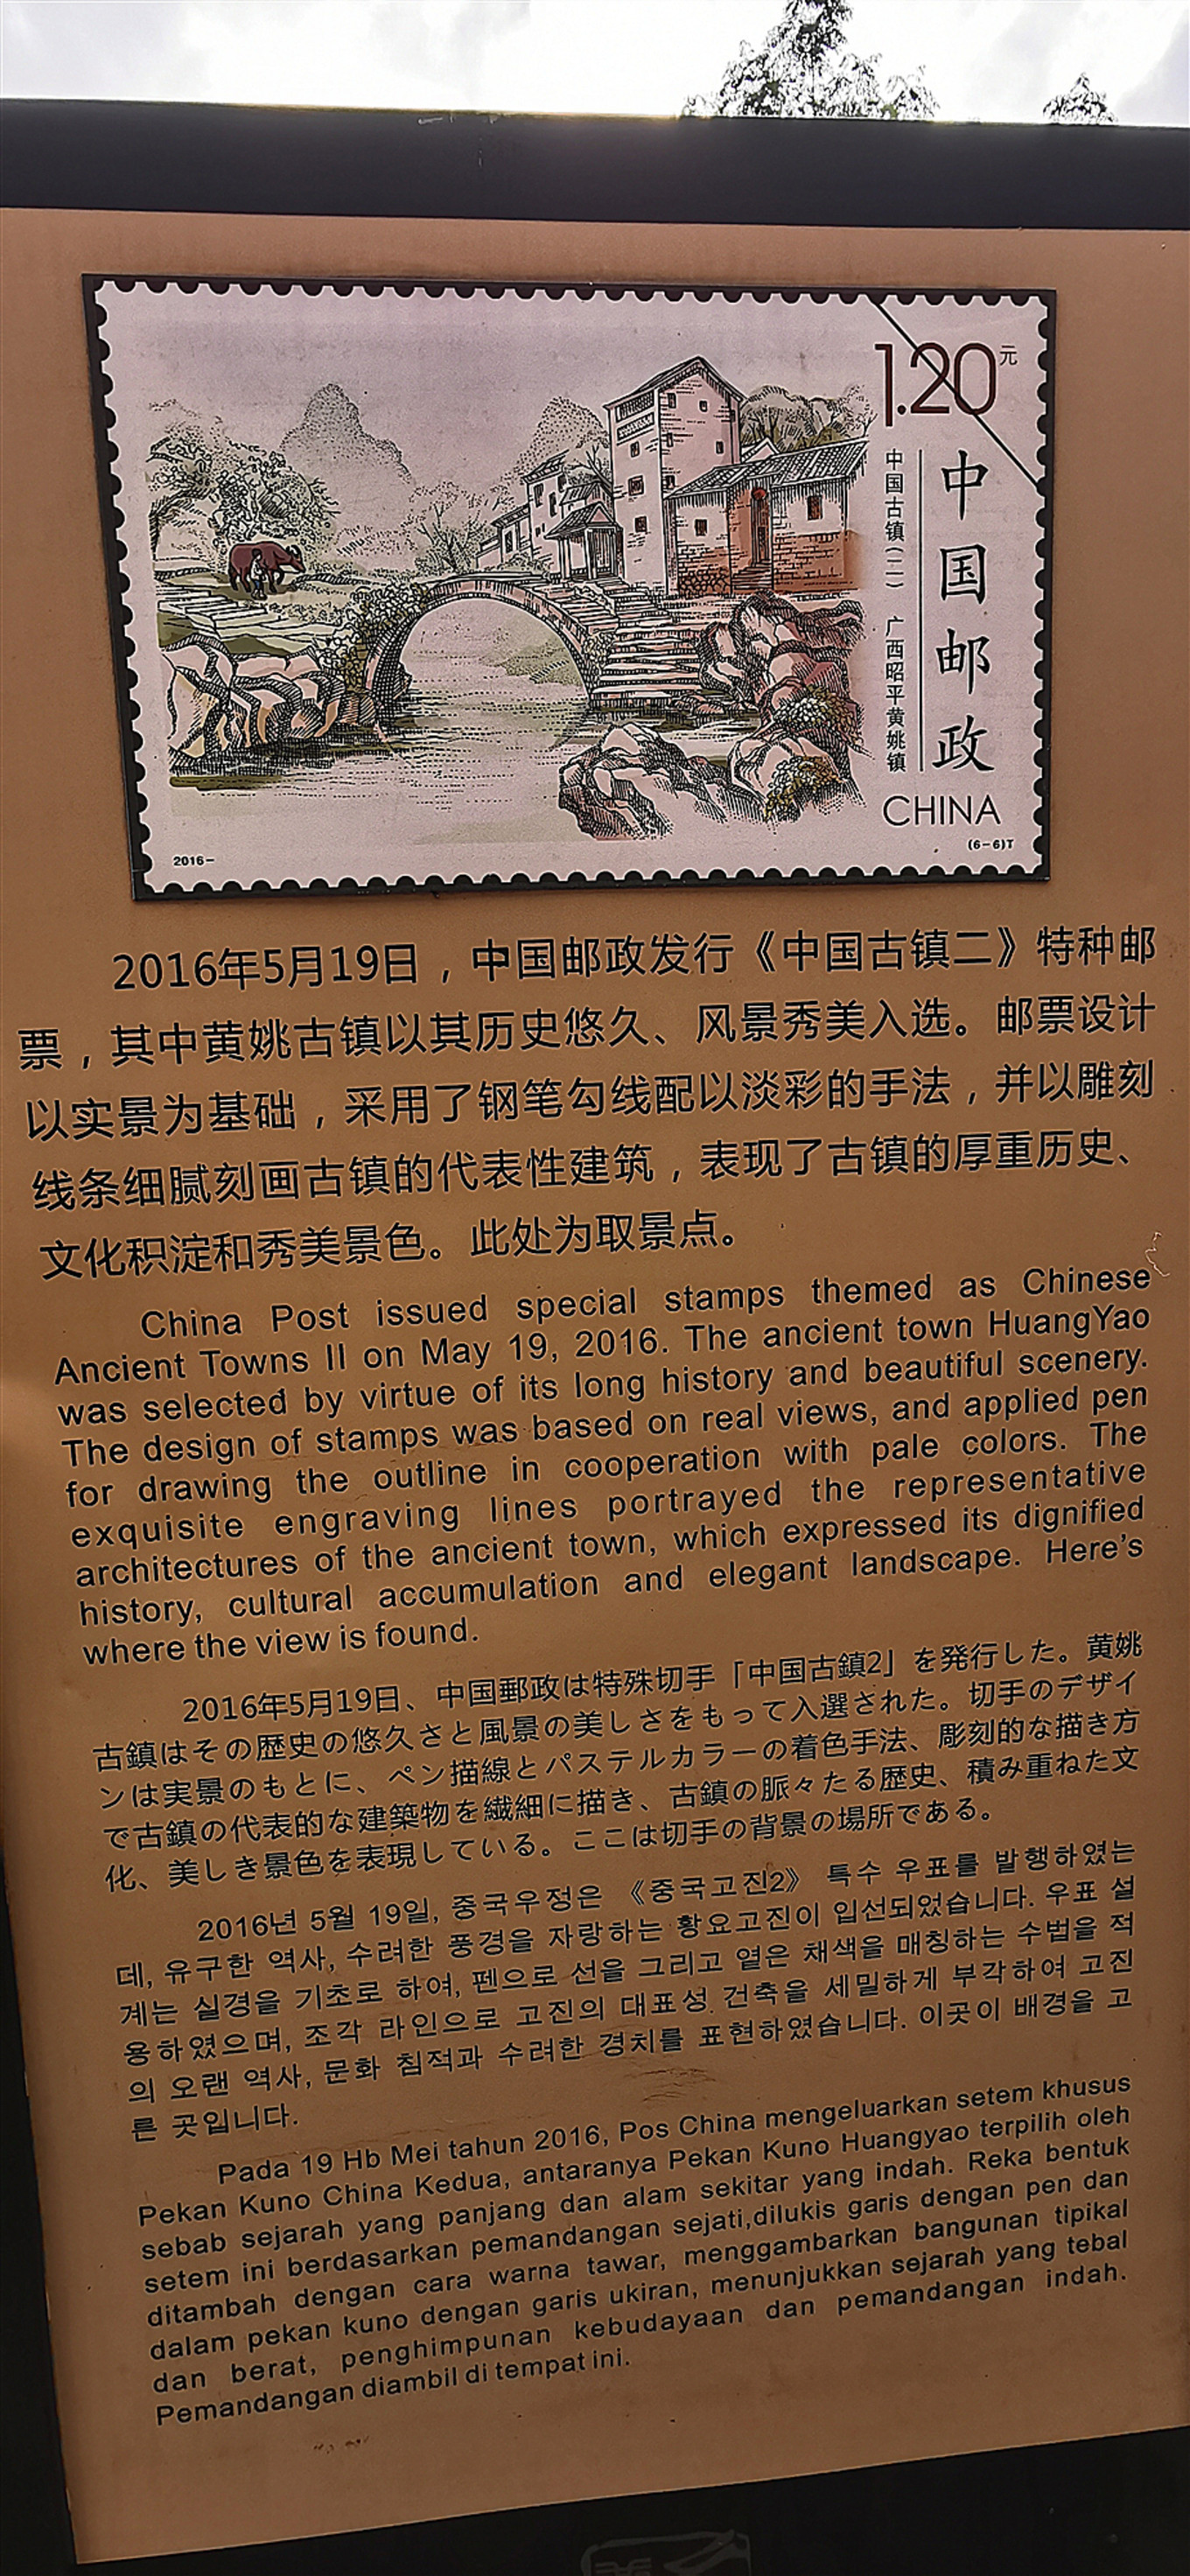 1.20元
中国邮政
中国古镇(二) 广西昭平黄姚镇
CHINA
2016-
(6-6)T
2016年5月19日，中国邮政发行《中国古镇二》特种邮
票，其中黄姚古镇以其历史悠久、风景秀美入选。邮票设计
以实景为基础，采用了钢笔勾线配以淡彩的手法，并以雕刻
线条细腻刻画古镇的代表性建筑，表现了古镇的厚重历史、
文化积淀和秀美景色。此处为取景点。
China Post issued special stamps themed as Chinese
Ancient Towns II on May 19, 2016. The ancient town HuangYao
was selected by virtue of its long history and beautiful scenery.
The design of stamps was based on real views, and applied pen
for drawing the outline in cooperation with pale colors. The
exquisite engraving lines portrayed the representative
architectures of the ancient town, which expressed its dignified
history, cultural accumulation and elegant landscape. Here's
where the view is found.
2016年5月19日、中国郵政は特殊切手「中国古鎮2」を発行した。黄姚
古鎮はその歴史の悠久さと風景の美しさをもって入選された。切手のデザイ
ンは実景のもとに、ペン描線とパステルカラーの着色手法、彫刻的な描き方
で古鎮の代表的な建築物を繊細に描き、古鎮の脈々たる歴史、積み重ねた文
化、美しき景色を表現している。ここは切手の背景の場所である。
2016년 5월 19일, 중국우정은 《중국고진2》 특수 우표를 발행하였는
데, 유구한 역사, 수려한 풍경을 자랑하는 황요고진이 입선되었습니다. 우표 설
계는 실경을 기초로 하여, 펜으로 선을 그리고 옅은 채색을 매칭하는 수법을 적
용하였으며, 조각 라인으로 고진의 대표성 건축을 세밀하게 부각하여 고진
의 오랜 역사, 문화 침적과 수려한 경치를 표현하였습니다. 이곳이 배경을 고
른 곳입니다.
Pada 19 Hb Mei tahun 2016, Pos China mengeluarkan setem khusus
Pekan Kuno China Kedua, antaranya Pekan Kuno Huangyao terpilih oleh
sebab sejarah yang panjang dan alam sekitar yang indah. Reka bentuk
setem ini berdasarkan pemandangan sejati,dilukis garis dengan pen dan
ditambah dengan cara warna tawar, menggambarkan bangunan tipikal
dalam pekan kuno dengan garis ukiran, menunjukkan sejarah yang tebal
dan berat, penghimpunan kebudayaan dan pemandangan indah.
Pemandangan diambil di tempat ini.